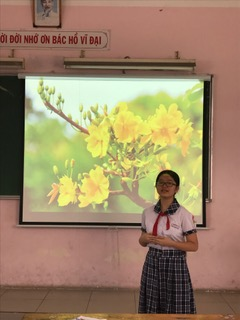 ỜI ĐỜI NHỚ ƠN BÁC HỒ VĨ ĐẠI